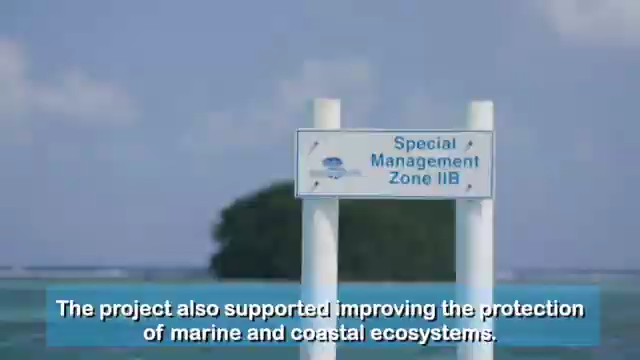 Special
Management
Zone IIB
The project also supported improving the protection
of marine and coastal ecosystems.